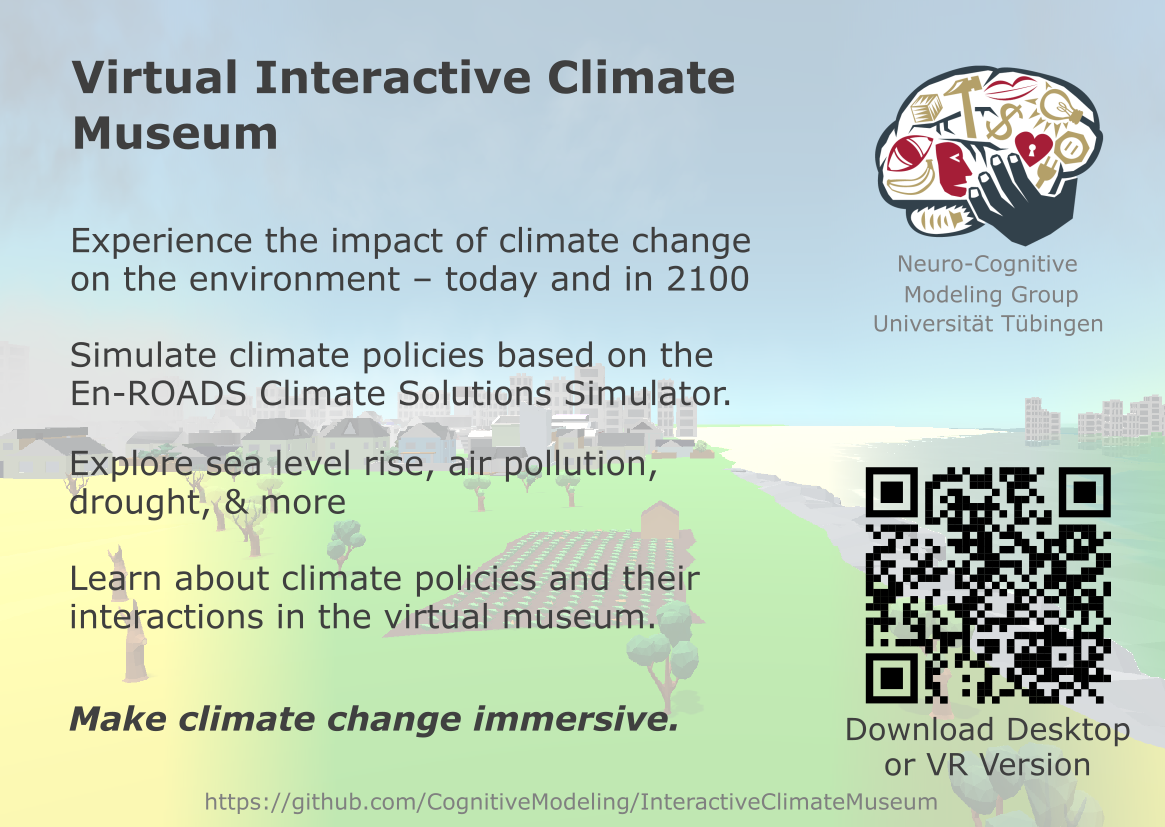 Virtual Interactive Climate
Museum
Experience the impact of climate change
on the environment – today and in 2100
Simulate climate policies based on the
En-ROADS Climate Solutions Simulator.
Explore sea level rise, air pollution,
drought, & more
Learn about climate policies and their
interactions in the virtual museum.
Make climate change immersive.
Neuro-Cognitive
Modeling Group
Universität Tübingen
Download Desktop
or VR Version
https://github.com/CognitiveModeling/InteractiveClimateMuseum